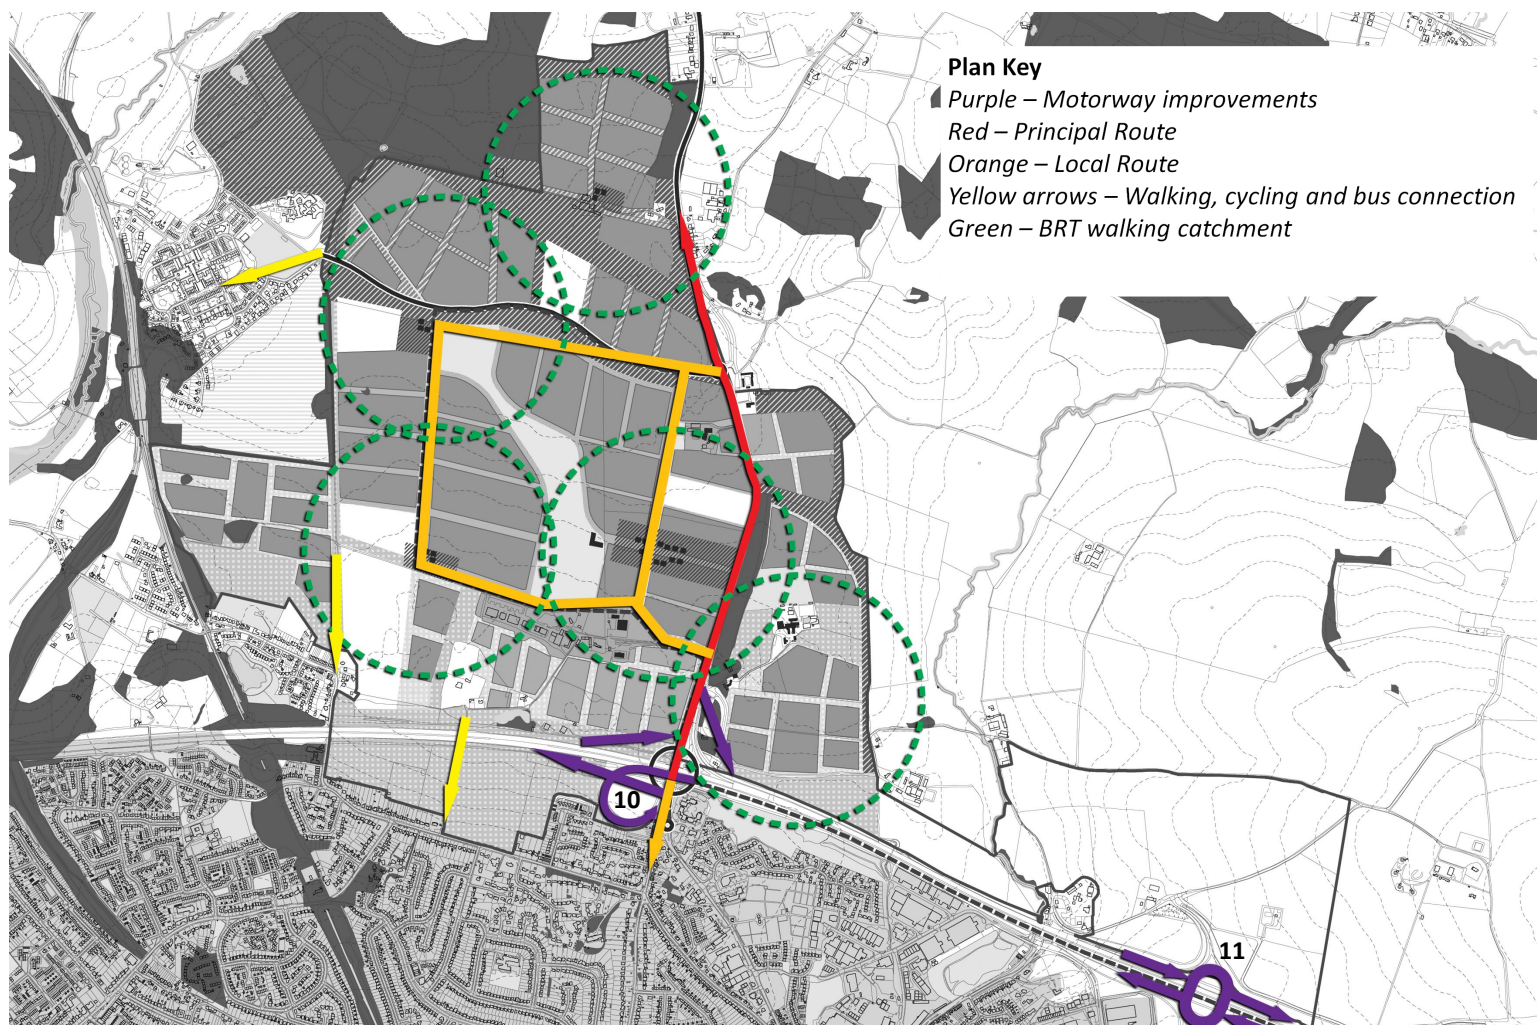 Plan Key
Purple – Motorway improvements
Red – Principal Route
Orange – Local Route
Yellow arrows – Walking, cycling and bus connection
Green – BRT walking catchment
10
11